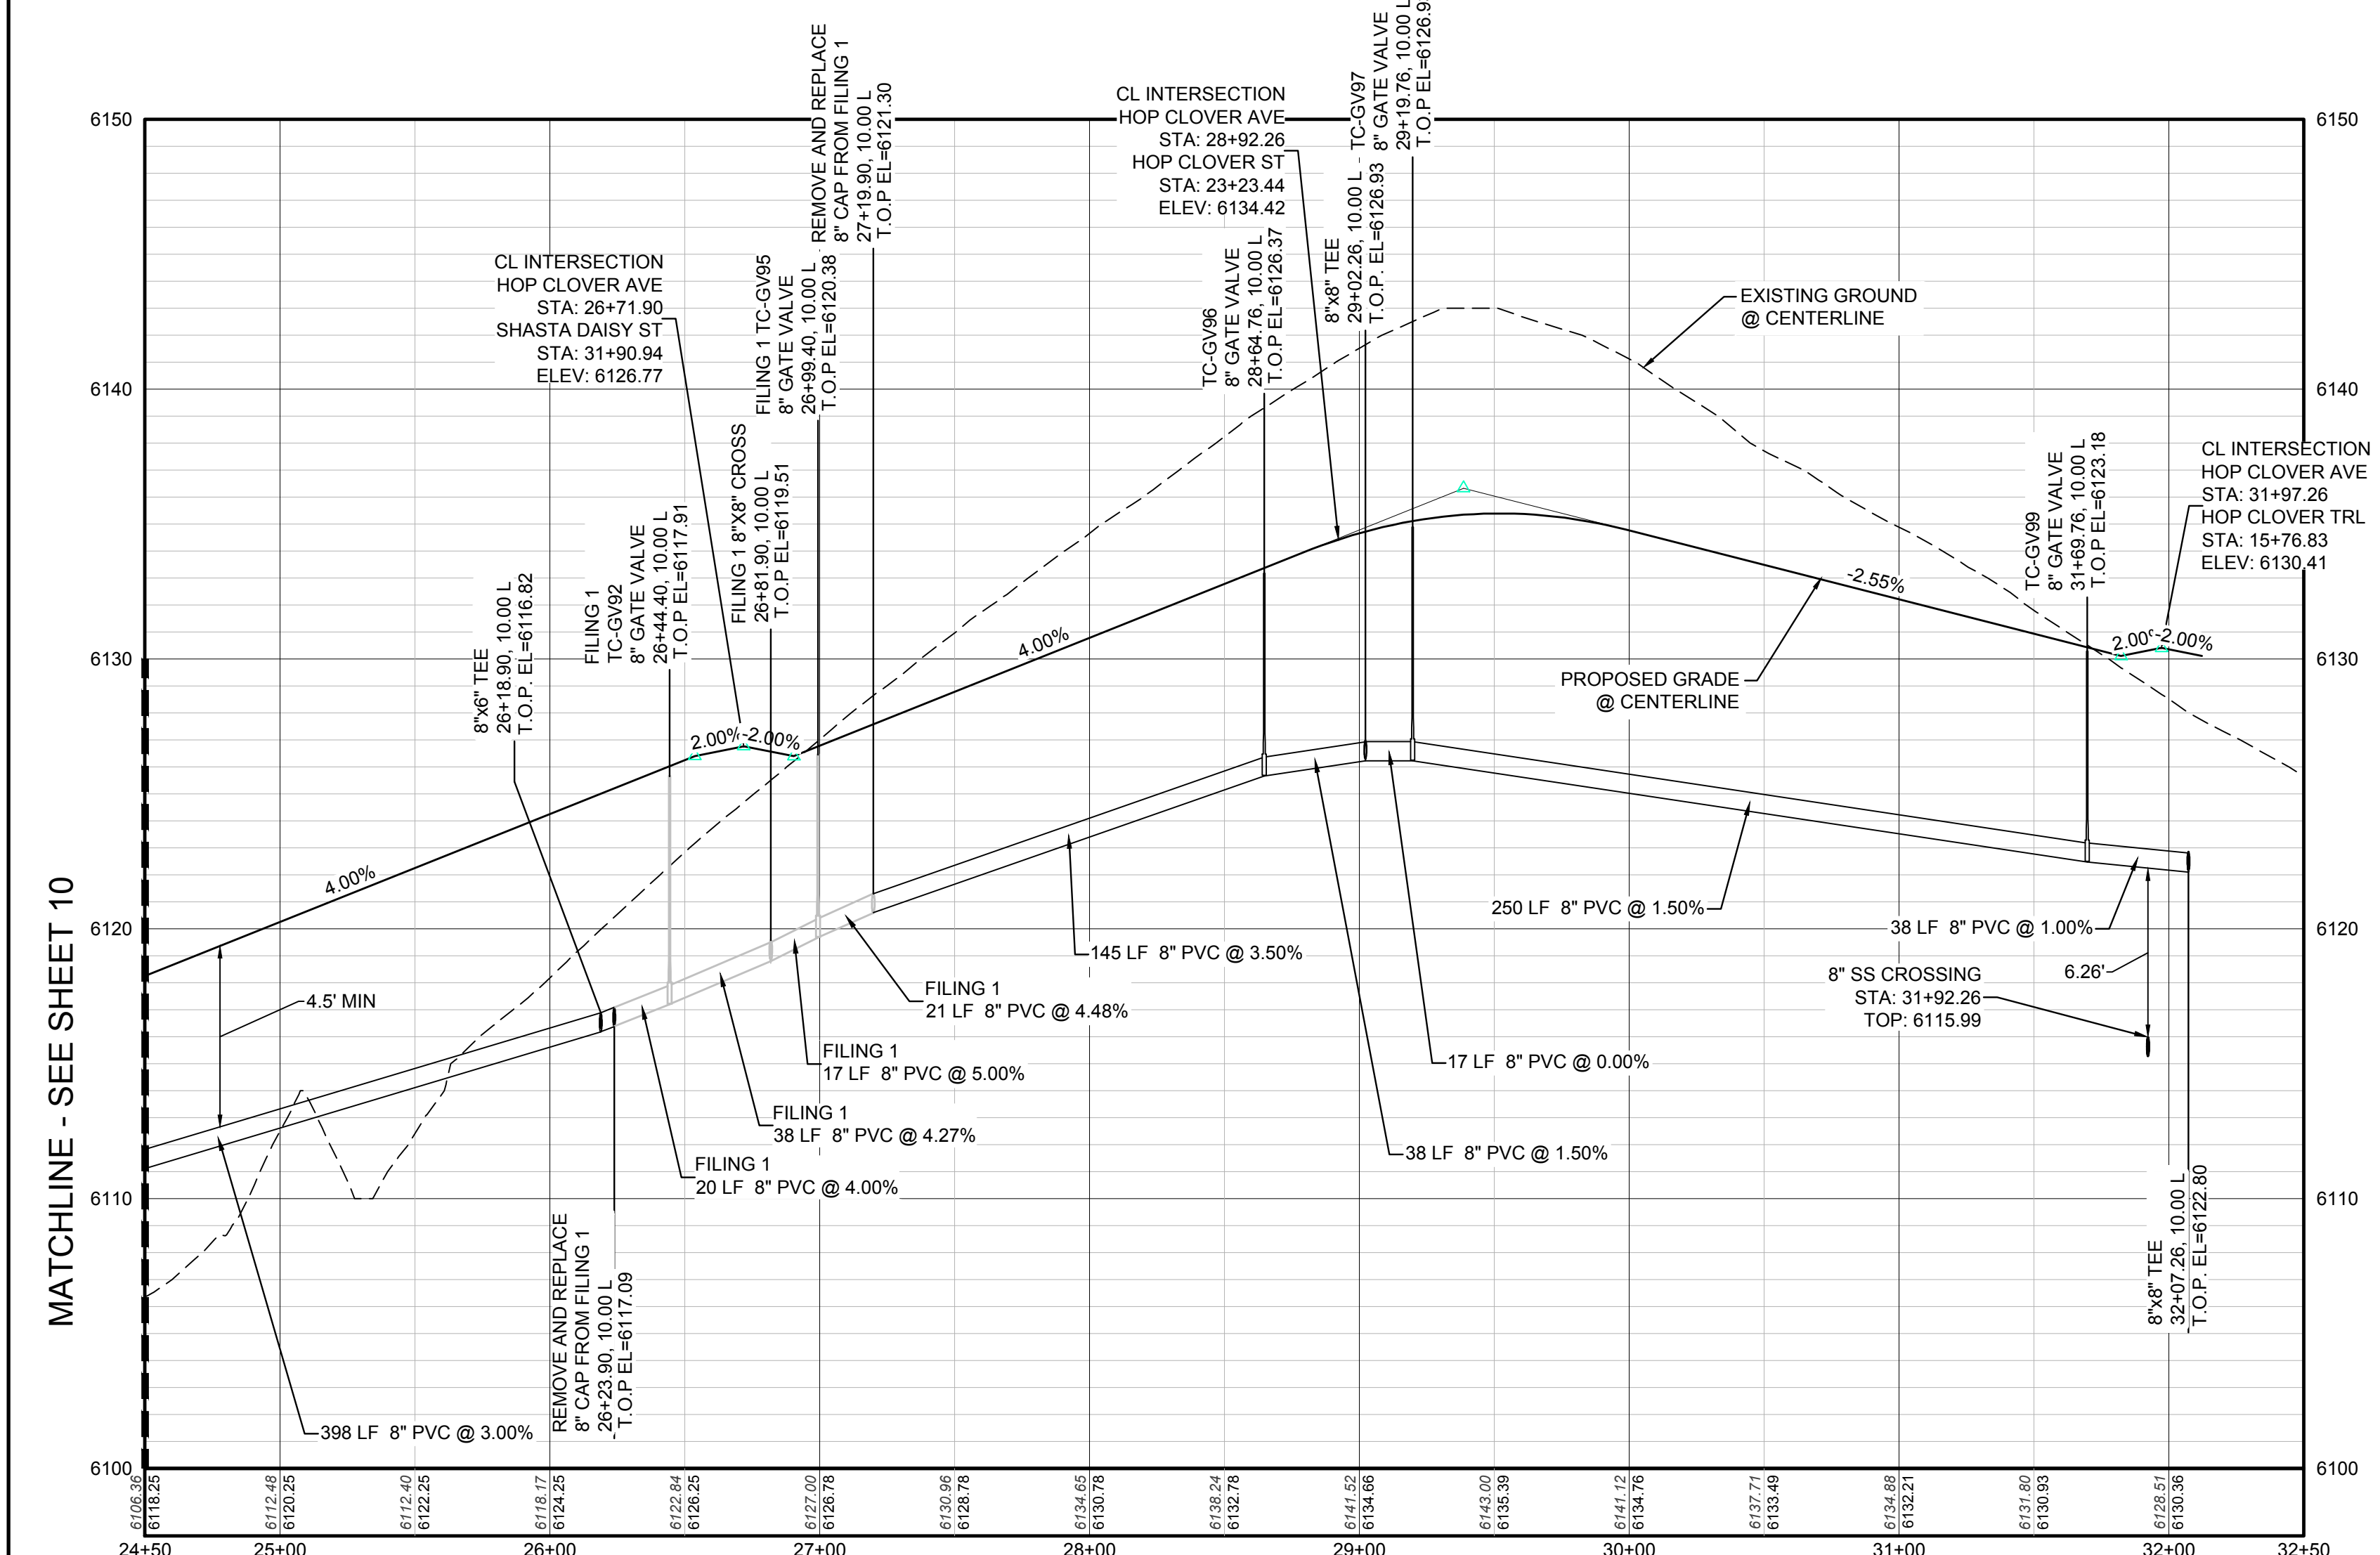 REMOVE AND REPLACE
8" CAP FROM FILING 1
27+19.90, 10.00 L
T.O.P EL=6121.30
TC-GV97
8" GATE VALVE
29+19.76, 10.00 L
T.O.P EL=6126.9
CL INTERSECTION
HOP CLOVER AVE
STA: 28+92.26
HOP CLOVER ST
STA: 23+23.44
ELEV: 6134.42
6150
6150
8"x8" TEE
29+02.26, 10.00 L
T.O.P. EL=6126.93
TC-GV96
8" GATE VALVE
28+64.76, 10.00 L
T.O.P EL=6126.37
CL INTERSECTION
HOP CLOVER AVE
STA: 26+71.90
SHASTA DAISY ST
STA: 31+90.94
ELEV: 6126.77
FILING 1 TC-GV95
8" GATE VALVE
26+99.40, 10.00 L
T.O.P EL=6120.38
EXISTING GROUND
@ CENTERLINE
6140
6140
FILING 1 8"X8" CROSS
26+81.90, 10.00 L
T.O.P EL=6119.51
FILING 1
TC-GV92
8" GATE VALVE
26+44.40, 10.00 L
T.O.P EL=6117.91
8"x6" TEE
26+18.90, 10.00 L
T.O.P. EL=6116.82
TC-GV99
8" GATE VALVE
31+69.76, 10.00 L
T.O.P EL=6123.18
CL INTERSECTION
HOP CLOVER AVE
STA: 31+97.26
HOP CLOVER TRL
STA: 15+76.83
ELEV: 6130.41
-2.55%
4.00%
2.00%
-2.00%
6130
6130
PROPOSED GRADE
@ CENTERLINE
2.00%
-2.00%
4.00%
250 LF 8" PVC @ 1.50%
38 LF 8" PVC @ 1.00%
6120
6120
145 LF 8" PVC @ 3.50%
6.26'
8" SS CROSSING
STA: 31+92.26
TOP: 6115.99
4.5' MIN
FILING 1
21 LF 8" PVC @ 4.48%
FILING 1
17 LF 8" PVC @ 5.00%
17 LF 8" PVC @ 0.00%
FILING 1
38 LF 8" PVC @ 4.27%
38 LF 8" PVC @ 1.50%
FILING 1
20 LF 8" PVC @ 4.00%
6110
6110
MATCHLINE - SEE SHEET 10
REMOVE AND REPLACE
8" CAP FROM FILING 1
26+23.90, 10.00 L
T.O.P EL=6117.09
8"x8" TEE
32+07.26, 10.00 L
T.O.P. EL=6122.80
398 LF 8" PVC @ 3.00%
6100
6100
6106.36
6118.25
6112.48
6120.25
6112.40
6122.25
6118.17
6124.25
6122.84
6126.25
6127.00
6126.78
6130.96
6128.78
6134.65
6130.78
6138.24
6132.78
6141.52
6134.66
6143.00
6135.39
6141.12
6134.76
6137.71
6133.49
6134.88
6132.21
6131.80
6130.93
6128.51
6130.36
24+50
25+00
26+00
27+00
28+00
29+00
30+00
31+00
32+00
32+50